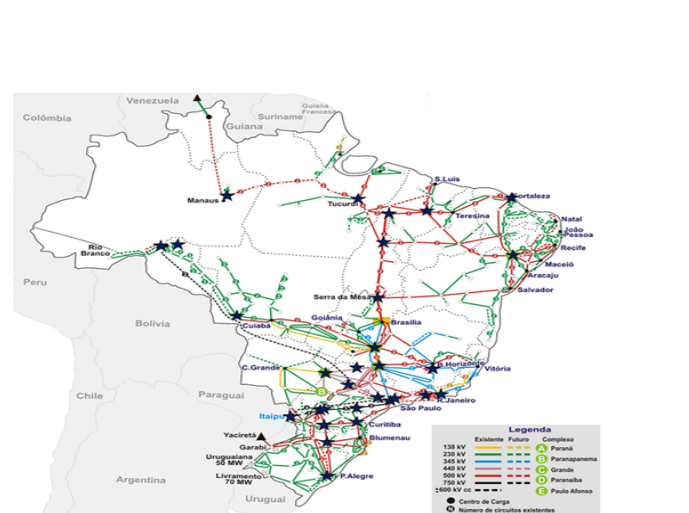 Venezuela
Guiana
Francesa
Suriname
Colômbia
Guiana
S.Luis
Manaus
Tucuruí
Fortaleza
Teresina
Natal
João
Pessoa
Recife
Rio
Branco
Maceió
Aracaju
Peru
Salvador
Serra da Mesa
Goiânia
Brasília
Cuiabá
Bolívia
B.Horizonte
Vitória
C.Grande
B
Chile
Paraguai
R.Janeiro
São Paulo
Itaipu
Curitiba
Yaciretá
Garabi
Blumenau
Uruguaiana
50 MW
Livramento
70 MW
P.Alegre
Argentina
Uruguai
Legenda
Existente Futuro Complexo
138 kV A Paraná
230 kV B Paranapanema
345 kV
440 kV C Grande
500 kV D Paranaíba
750 kV
±600 kV cc E Paulo Afonso
Centro de Carga
N Número de circuitos existentes